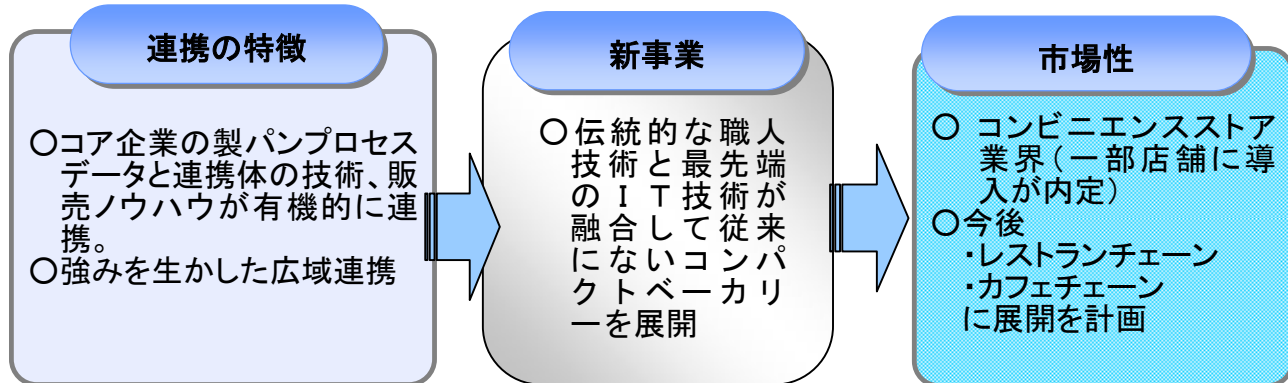 連携の特徴
〇コア企業の製パンプロセス
データと連携体の技術、販
売ノウハウが有機的に連
携。
〇強みを生かした広域連携
新事業
〇伝統的な職人
技術と最先端
のIT技術が
融合して従来
にないコンパ
クトベーカリ
ーを展開
市場性
〇 コンビニエンスストア
業界(一部店舗に導
入が内定)
〇今後
・レストランチェーン
・カフェチェーン
に展開を計画